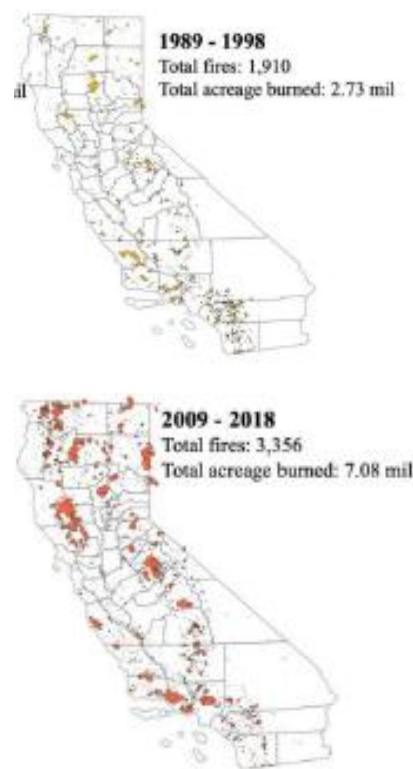 1989 - 1998
Total fires: 1,910
il
Total acreage burned: 2.73 mil
2009 - 2018
Total fires: 3,356
Total acreage burned: 7.08 mil